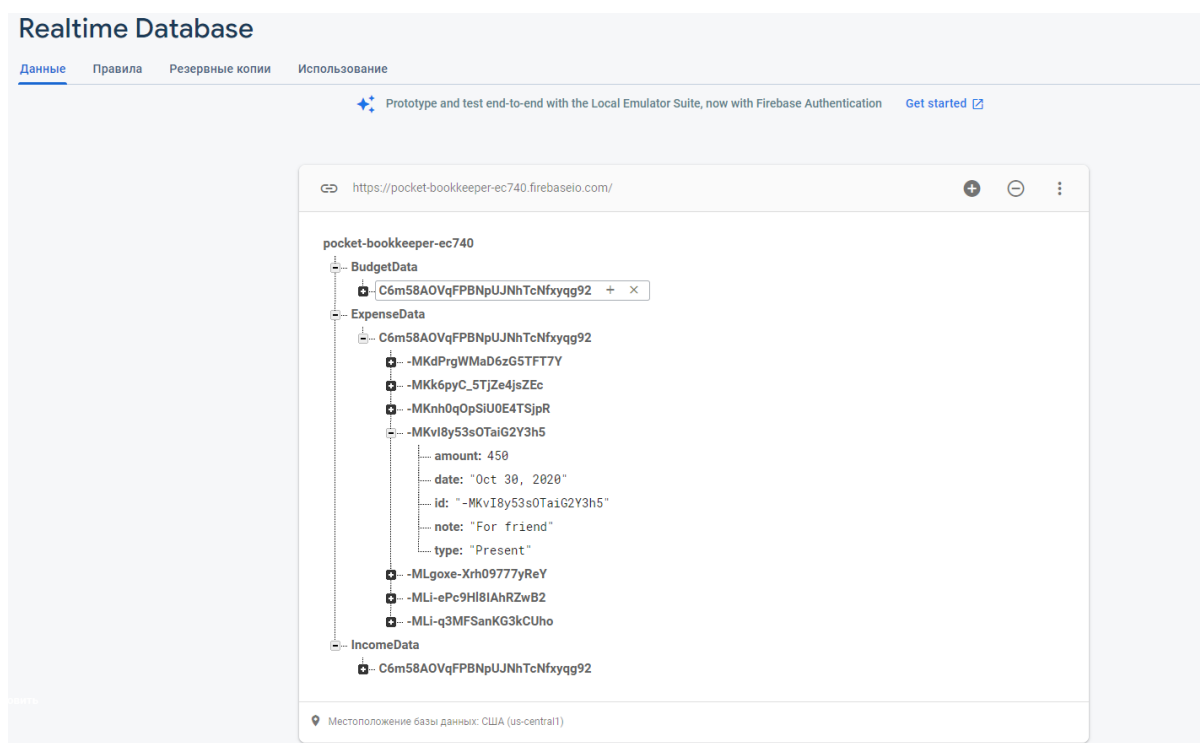 Realtime Database
Данные Правила Резервные копии Использование
Prototype and test end-to-end with the Local Emulator Suite, now with Firebase Authentication Get started
https://pocket-bookkeeper-ec740.firebaseio.com/
pocket-bookkeeper-ec740
BudgetData
C6m58AOVqFPBNpUJNhTcNfxyqg92
ExpenseData
C6m58AOVqFPBNpUJNhTcNfxyqg92
-MKdPrgWMaD6zG5TFT7Y
-MKk6pyC_5TjZe4jsZEc
-MKnh0qOpSiU0E4TSjpR
-MKvI8y53sOTaiG2Y3h5
amount: 450
date: "Oct 30, 2020"
id: "-MKvI8y53sOTaiG2Y3h5"
note: "For friend"
type: "Present"
-MLgoxe-Xrh09777yReY
-MLi-ePc9Hl8IAhRZwB2
-MLi-q3MFSanKG3kCUho
IncomeData
C6m58AOVqFPBNpUJNhTcNfxyqg92
Местоположение базы данных: США (us-central1)